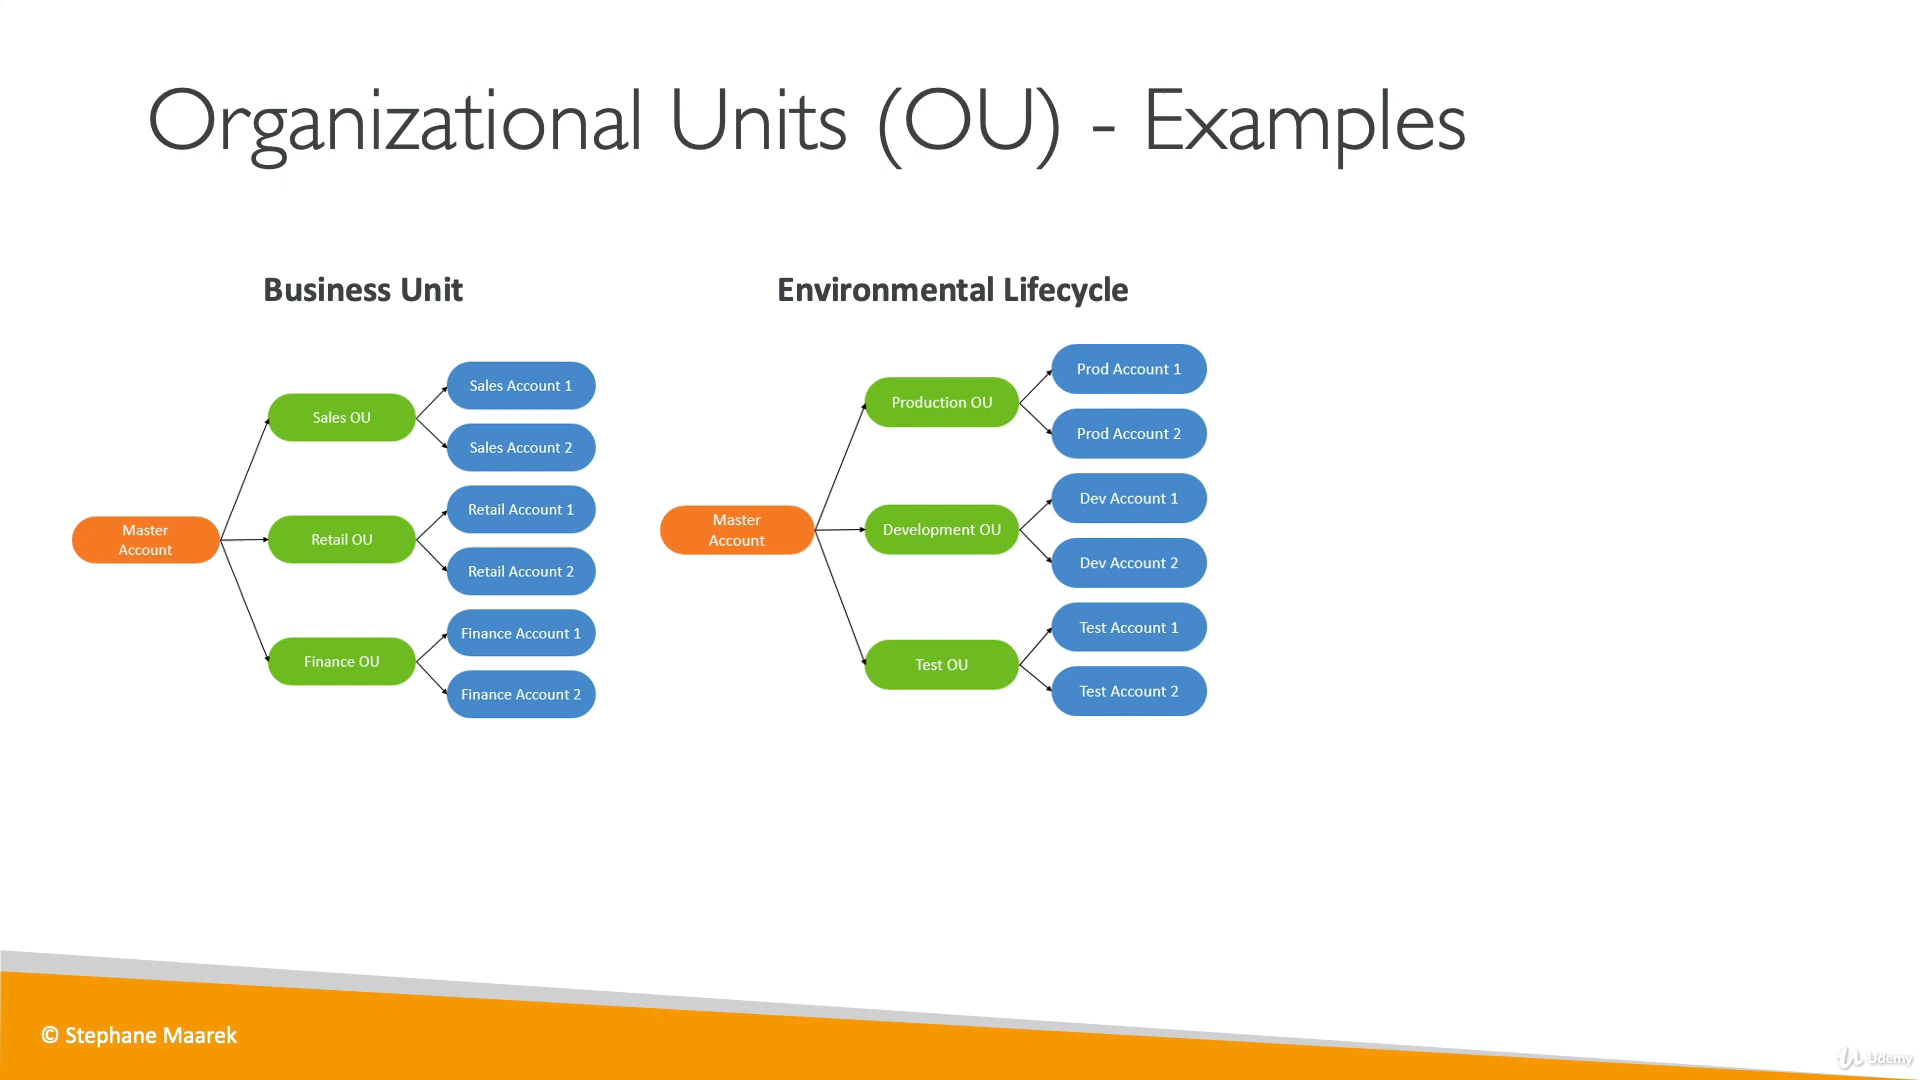 Organizational Units (OU) - Examples
Business Unit
Master
Account
Sales OU
Sales Account 1
Sales Account 2
Retail OU
Retail Account 1
Retail Account 2
Finance OU
Finance Account 1
Finance Account 2
Environmental Lifecycle
Master
Account
Production OU
Prod Account 1
Prod Account 2
Development OU
Dev Account 1
Dev Account 2
Test OU
Test Account 1
Test Account 2
© Stephane Maarek
Udemy